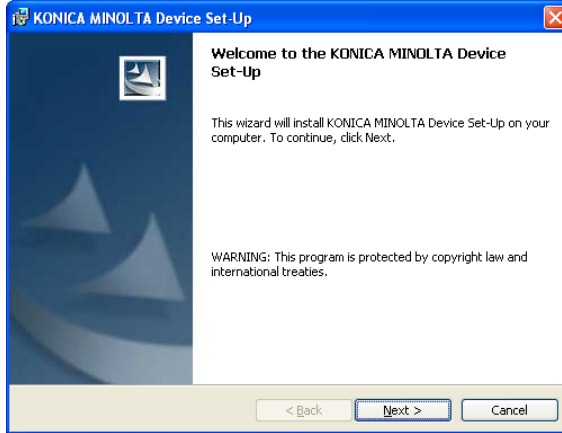 KONICA MINOLTA Device Set-Up
Welcome to the KONICA MINOLTA Device
Set-Up
This wizard will install KONICA MINOLTA Device Set-Up on your
computer. To continue, click Next.
WARNING: This program is protected by copyright law and
international treaties.
< Back Next > Cancel